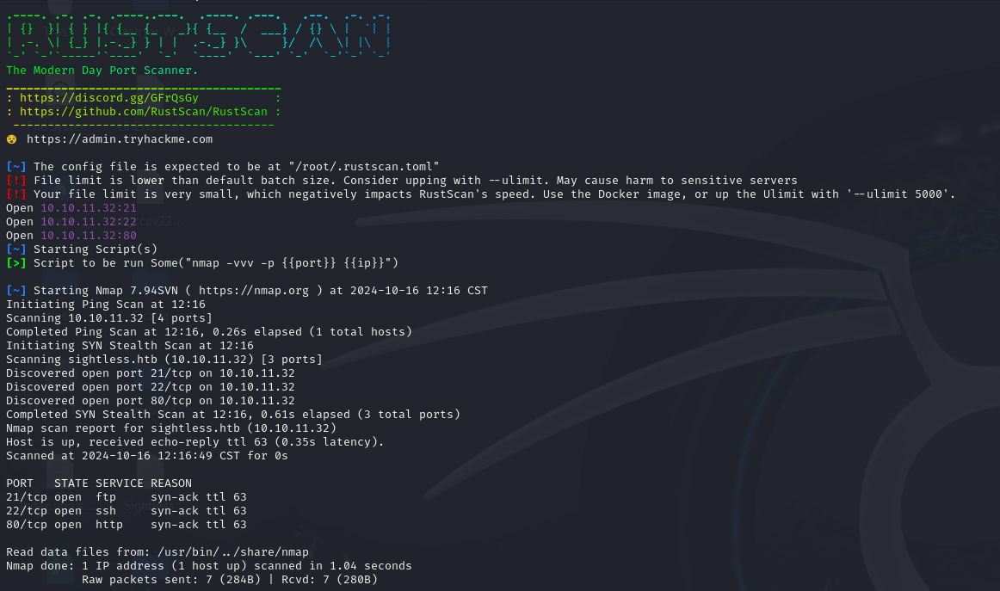 .----. .-. .-. .----..---.  .----. .---.   .--.  .-. .-.
| {}  }| { } |{ {__ {_   _}{ {__  /  ___} / {} \ |  `| |
| .-. \| {_} |.-._} } | |  .-._} }\     }/  /\  \| |\  |
`-' `-'`-----'`----'  `-'  `----'  `---' `-'  `-'`-' `-'
The Modern Day Port Scanner.
________________________________________
: https://discord.gg/GFrQsGy           :
: https://github.com/RustScan/RustScan :
 --------------------------------------
😵 https://admin.tryhackme.com
[~] The config file is expected to be at "/root/.rustscan.toml"
[!] File limit is lower than default batch size. Consider upping with --ulimit. May cause harm to sensitive servers
[!] Your file limit is very small, which negatively impacts RustScan's speed. Use the Docker image, or up the Ulimit with '--ulimit 5000'.
Open 10.10.11.32:21
Open 10.10.11.32:22
Open 10.10.11.32:80
[~] Starting Script(s)
[>] Script to be run Some("nmap -vvv -p {{port}} {{ip}}")
[~] Starting Nmap 7.94SVN ( https://nmap.org ) at 2024-10-16 12:16 CST
Initiating Ping Scan at 12:16
Scanning 10.10.11.32 [4 ports]
Completed Ping Scan at 12:16, 0.26s elapsed (1 total hosts)
Initiating SYN Stealth Scan at 12:16
Scanning sightless.htb (10.10.11.32) [3 ports]
Discovered open port 21/tcp on 10.10.11.32
Discovered open port 22/tcp on 10.10.11.32
Discovered open port 80/tcp on 10.10.11.32
Completed SYN Stealth Scan at 12:16, 0.61s elapsed (3 total ports)
Nmap scan report for sightless.htb (10.10.11.32)
Host is up, received echo-reply ttl 63 (0.35s latency).
Scanned at 2024-10-16 12:16:49 CST for 0s
PORT   STATE SERVICE REASON
21/tcp open  ftp     syn-ack ttl 63
22/tcp open  ssh     syn-ack ttl 63
80/tcp open  http    syn-ack ttl 63
Read data files from: /usr/bin/../share/nmap
Nmap done: 1 IP address (1 host up) scanned in 1.04 seconds
           Raw packets sent: 7 (284B) | Rcvd: 7 (280B)